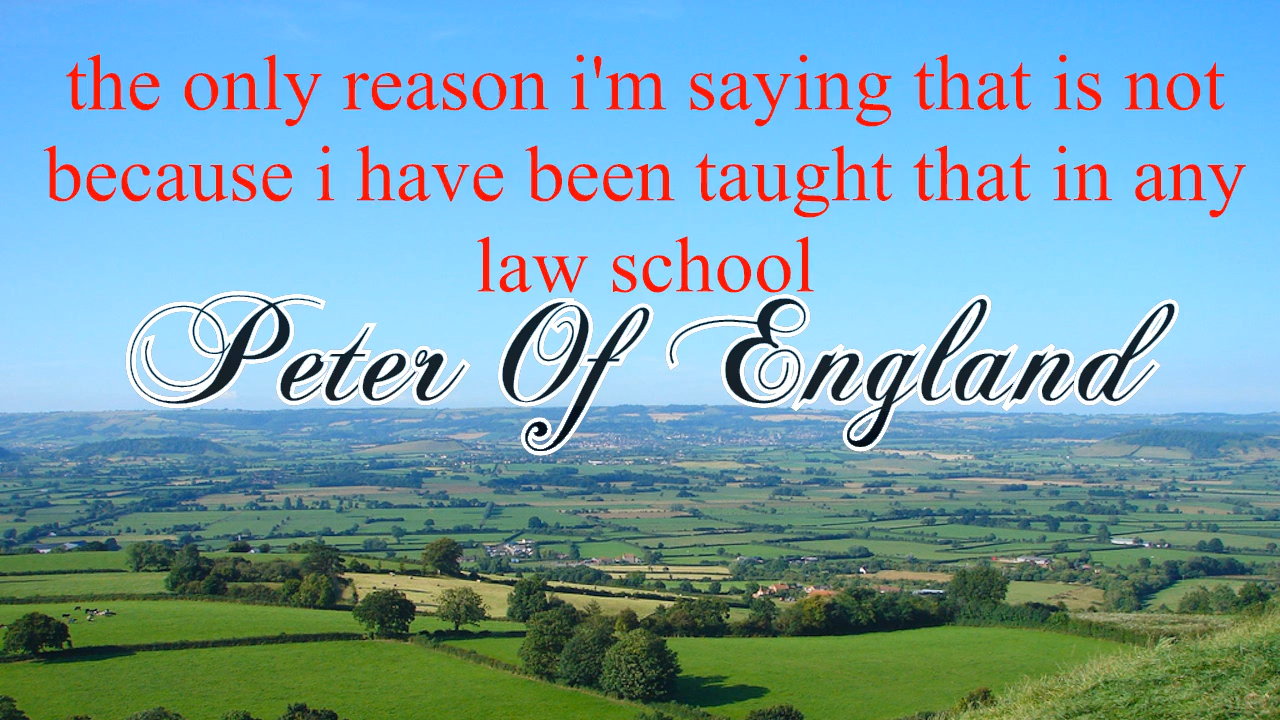 the only reason i'm saying that is not
because i have been taught that in any
law school
Peter Of England